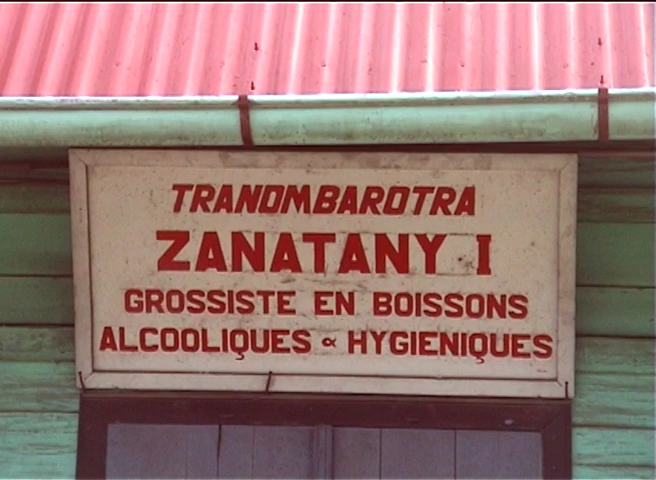 TRANOMBAROTRA
ZANATANY I
GROSSISTE EN BOISSONS
ALCOOLIQUES & HYGIENIQUES